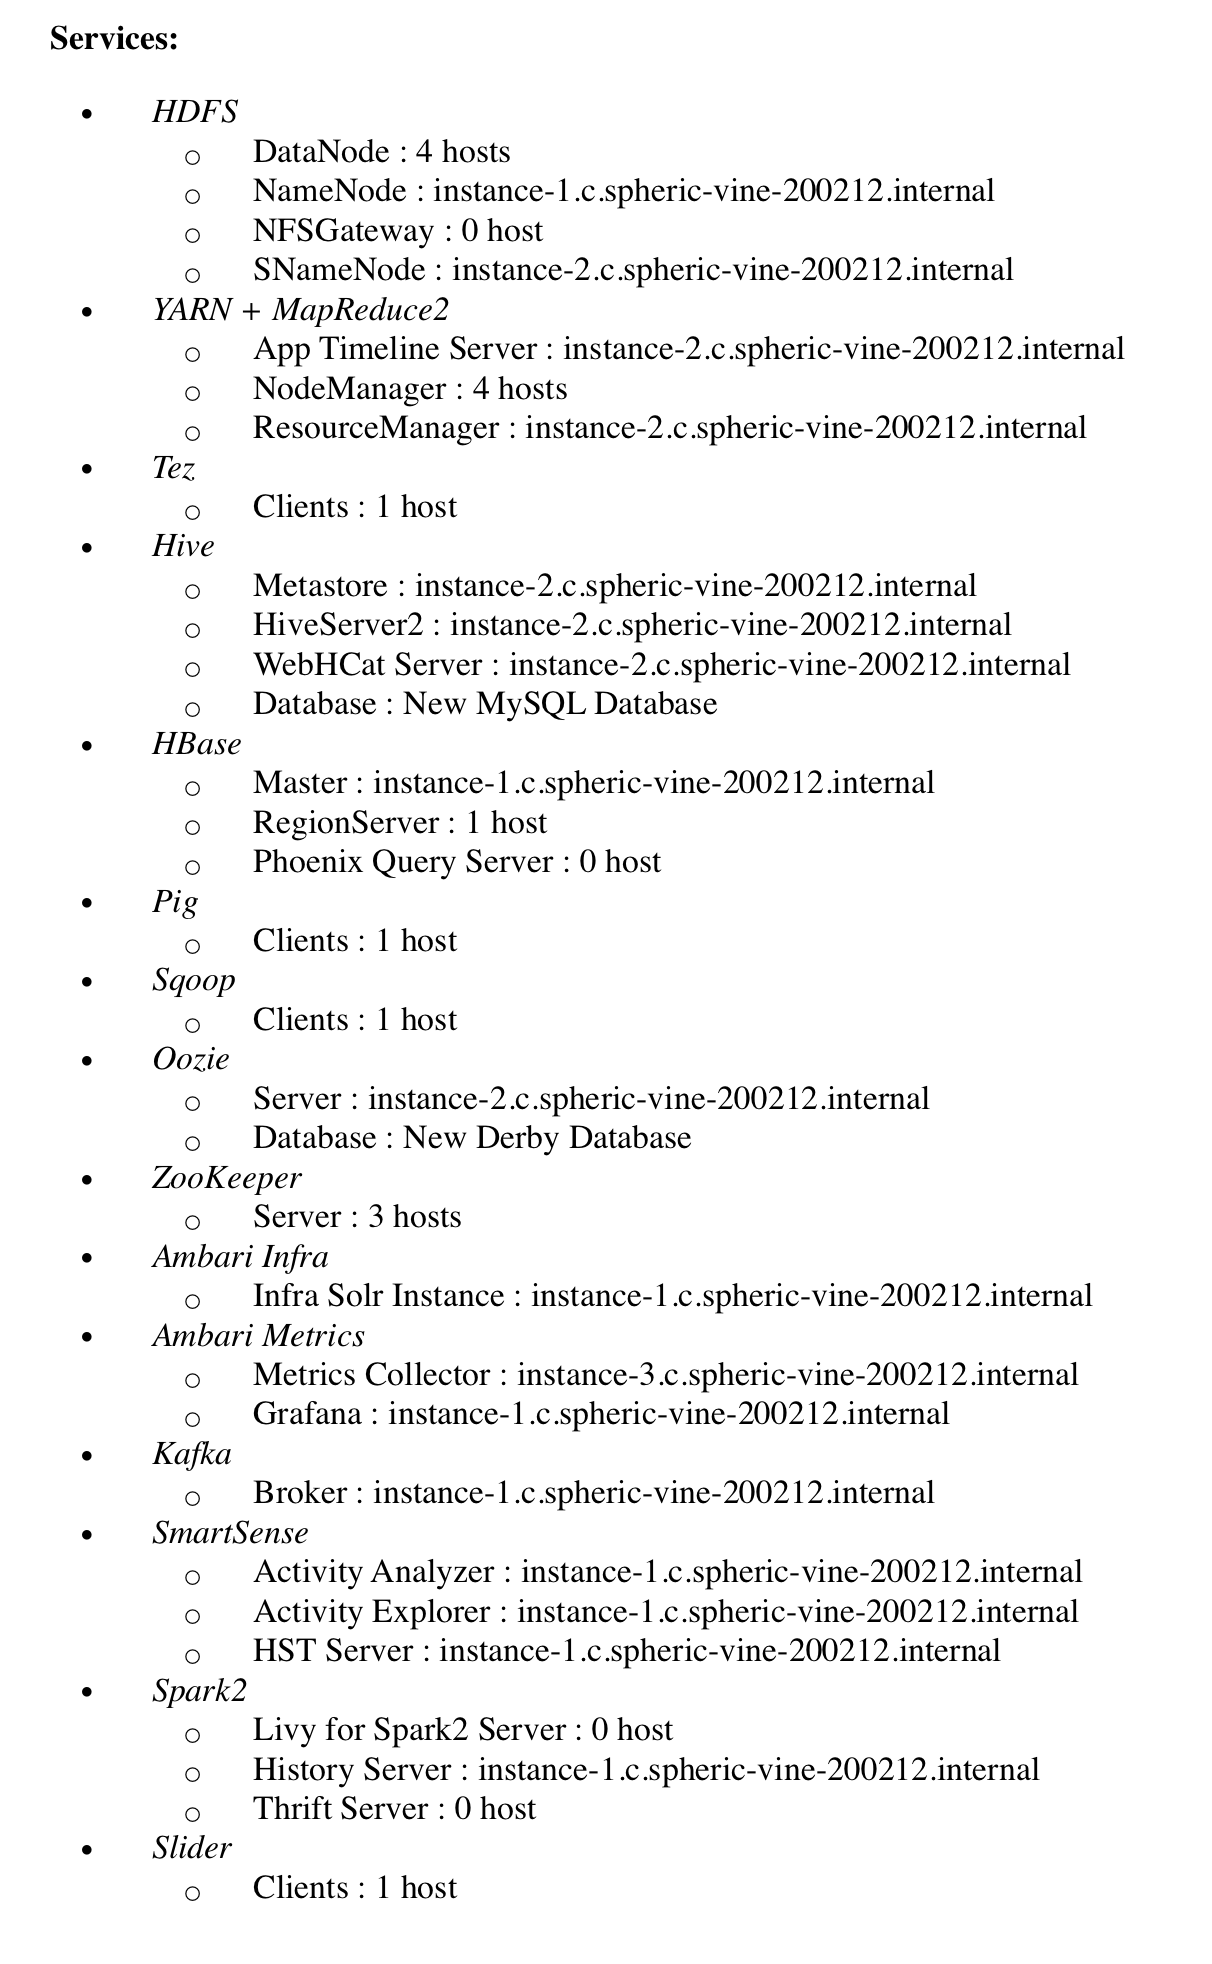 Services:
• HDFS
○ DataNode : 4 hosts
○ NameNode : instance-1.c.spheric-vine-200212.internal
○ NFSGateway : 0 host
○ SNameNode : instance-2.c.spheric-vine-200212.internal
• YARN + MapReduce2
○ App Timeline Server : instance-2.c.spheric-vine-200212.internal
○ NodeManager : 4 hosts
○ ResourceManager : instance-2.c.spheric-vine-200212.internal
• Tez
○ Clients : 1 host
• Hive
○ Metastore : instance-2.c.spheric-vine-200212.internal
○ HiveServer2 : instance-2.c.spheric-vine-200212.internal
○ WebHCat Server : instance-2.c.spheric-vine-200212.internal
○ Database : New MySQL Database
• HBase
○ Master : instance-1.c.spheric-vine-200212.internal
○ RegionServer : 1 host
○ Phoenix Query Server : 0 host
• Pig
○ Clients : 1 host
• Sqoop
○ Clients : 1 host
• Oozie
○ Server : instance-2.c.spheric-vine-200212.internal
○ Database : New Derby Database
• ZooKeeper
○ Server : 3 hosts
• Ambari Infra
○ Infra Solr Instance : instance-1.c.spheric-vine-200212.internal
• Ambari Metrics
○ Metrics Collector : instance-3.c.spheric-vine-200212.internal
○ Grafana : instance-1.c.spheric-vine-200212.internal
• Kafka
○ Broker : instance-1.c.spheric-vine-200212.internal
• SmartSense
○ Activity Analyzer : instance-1.c.spheric-vine-200212.internal
○ Activity Explorer : instance-1.c.spheric-vine-200212.internal
○ HST Server : instance-1.c.spheric-vine-200212.internal
• Spark2
○ Livy for Spark2 Server : 0 host
○ History Server : instance-1.c.spheric-vine-200212.internal
○ Thrift Server : 0 host
• Slider
○ Clients : 1 host